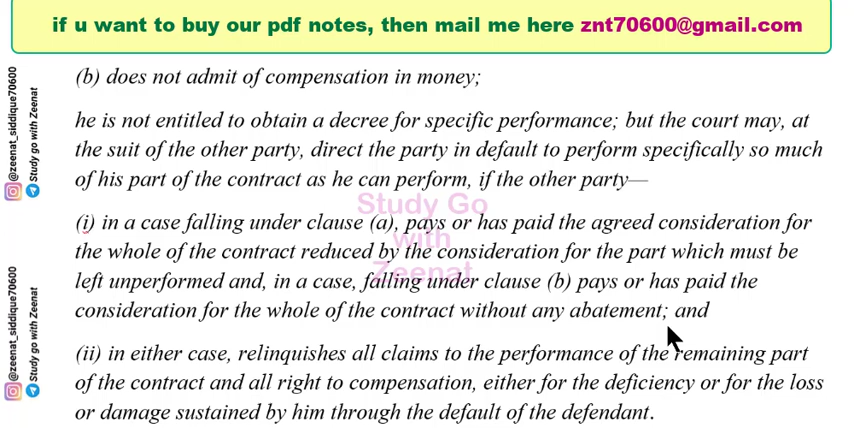 if u want to buy our pdf notes, then mail me here znt70600@gmail.com
(b) does not admit of compensation in money;
he is not entitled to obtain a decree for specific performance; but the court may, at
the suit of the other party, direct the party in default to perform specifically so much
of his part of the contract as he can perform, if the other party—
(i) in a case falling under clause (a), pays or has paid the agreed consideration for
the whole of the contract reduced by the consideration for the part which must be
left unperformed and, in a case, falling under clause (b) pays or has paid the
consideration for the whole of the contract without any abatement; and
(ii) in either case, relinquishes all claims to the performance of the remaining part
of the contract and all right to compensation, either for the deficiency or for the loss
or damage sustained by him through the default of the defendant.
Study Go
with
Zeenat
@zeenat_siddique70600
Study go with Zeenat
@zeenat_siddique70600
Study go with Zeenat